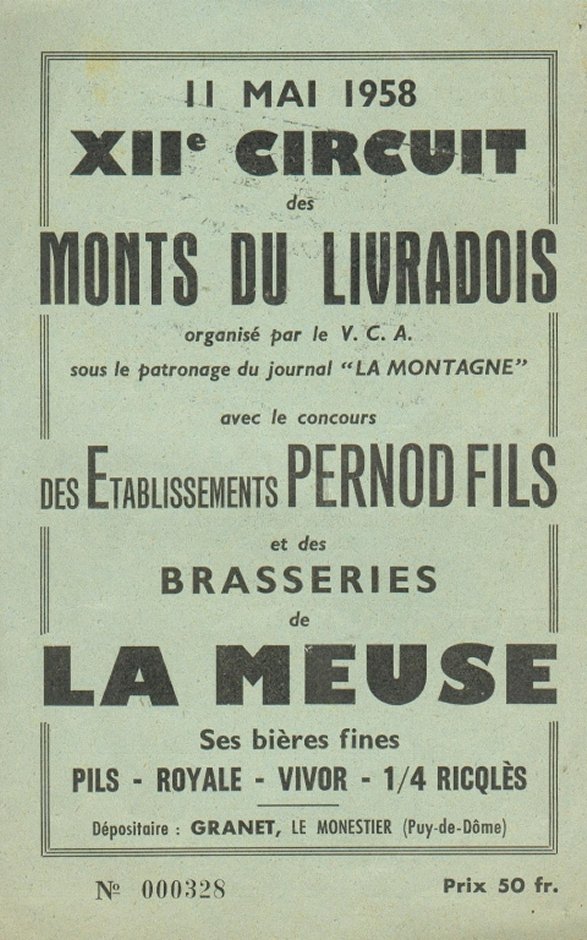 11 MAI 1958
XIIe CIRCUIT
des
MONTS DU LIVRADOIS
organisé par le V. C. A.
sous le patronage du journal “LA MONTAGNE”
avec le concours
DES ETABLISSEMENTS PERNOD FILS
et des
BRASSERIES
de
LA MEUSE
Ses bières fines
PILS - ROYALE - VIVOR - 1/4 RICQLÈS
Dépositaire : GRANET, LE MONESTIER (Puy-de-Dôme)
Nº 000328 Prix 50 fr.